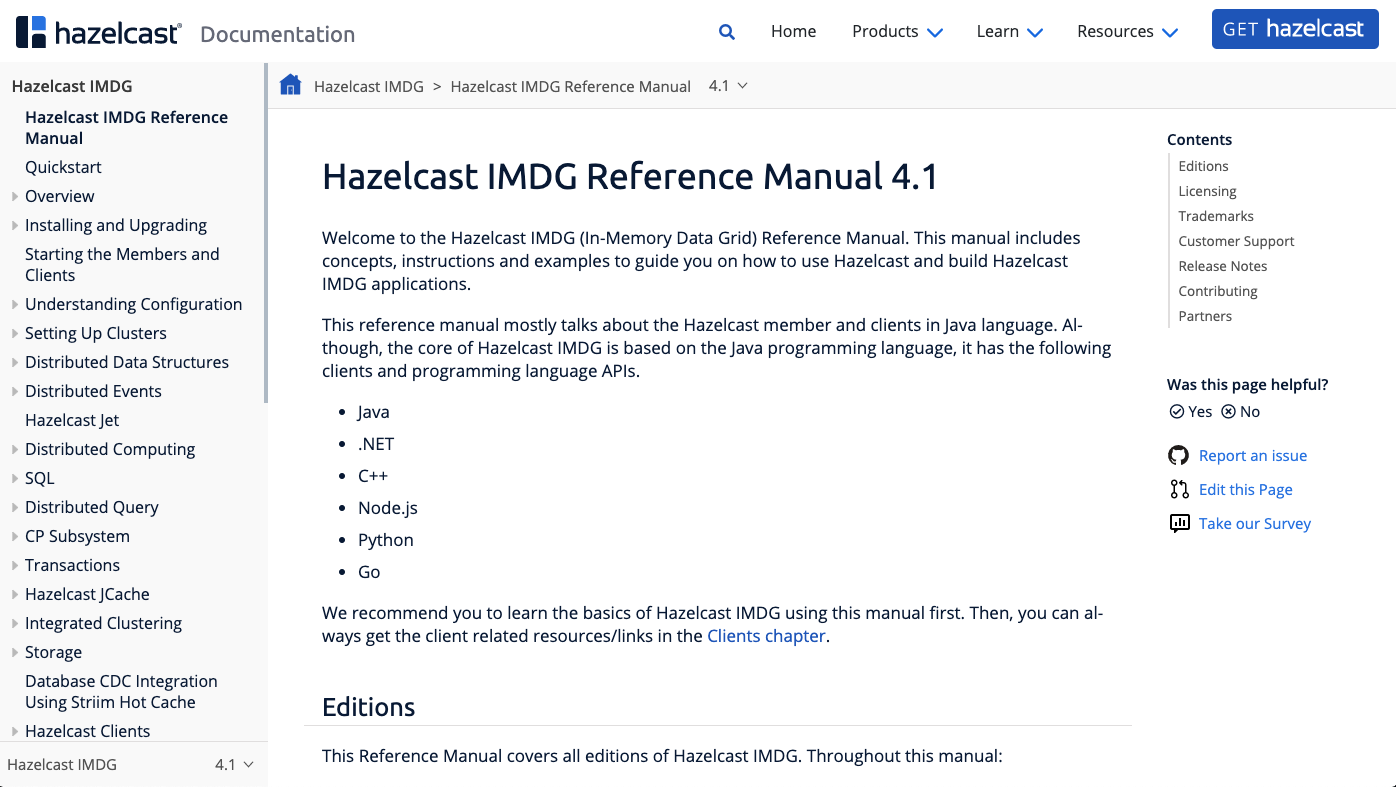 hazelcast Documentation
Home Products Learn Resources GET hazelcast
Hazelcast IMDG
Hazelcast IMDG Reference
Manual
Quickstart
Overview
Installing and Upgrading
Starting the Members and
Clients
Understanding Configuration
Setting Up Clusters
Distributed Data Structures
Distributed Events
Hazelcast Jet
Distributed Computing
SQL
Distributed Query
CP Subsystem
Transactions
Hazelcast JCache
Integrated Clustering
Storage
Database CDC Integration
Using Striim Hot Cache
Hazelcast Clients
Hazelcast IMDG 4.1
Hazelcast IMDG > Hazelcast IMDG Reference Manual 4.1
Hazelcast IMDG Reference Manual 4.1
Welcome to the Hazelcast IMDG (In-Memory Data Grid) Reference Manual. This manual includes
concepts, instructions and examples to guide you on how to use Hazelcast and build Hazelcast
IMDG applications.
This reference manual mostly talks about the Hazelcast member and clients in Java language. Al-
though, the core of Hazelcast IMDG is based on the Java programming language, it has the following
clients and programming language APIs.
• Java
• .NET
• C++
• Node.js
• Python
• Go
We recommend you to learn the basics of Hazelcast IMDG using this manual first. Then, you can al-
ways get the client related resources/links in the Clients chapter.
Editions
This Reference Manual covers all editions of Hazelcast IMDG. Throughout this manual:
Contents
Editions
Licensing
Trademarks
Customer Support
Release Notes
Contributing
Partners
Was this page helpful?
Yes No
Report an issue
Edit this Page
Take our Survey